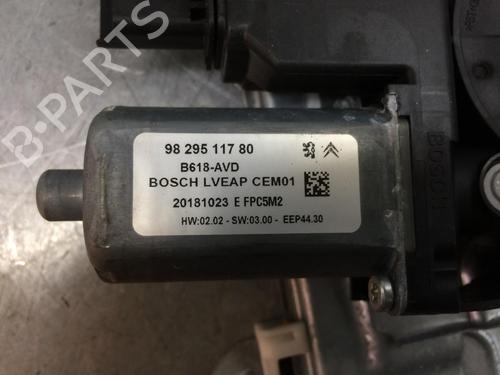 98 295 117 80
B618-AVD
BOSCH LVEAP CEM01
20181023 E FPC5M2
HW:02.02 - SW:03.00 - EEP44.30
BOSCH
B-PARTS